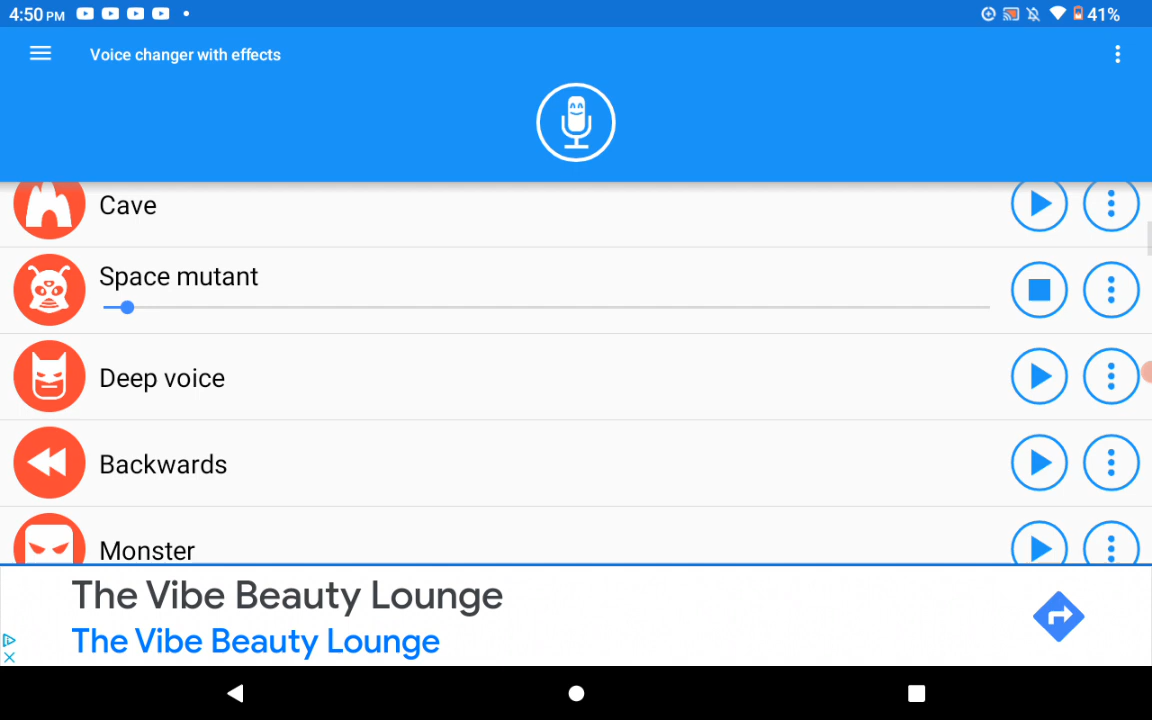 4:50 PM
41%
Voice changer with effects
Cave
Space mutant
Deep voice
Backwards
Monster
The Vibe Beauty Lounge
The Vibe Beauty Lounge